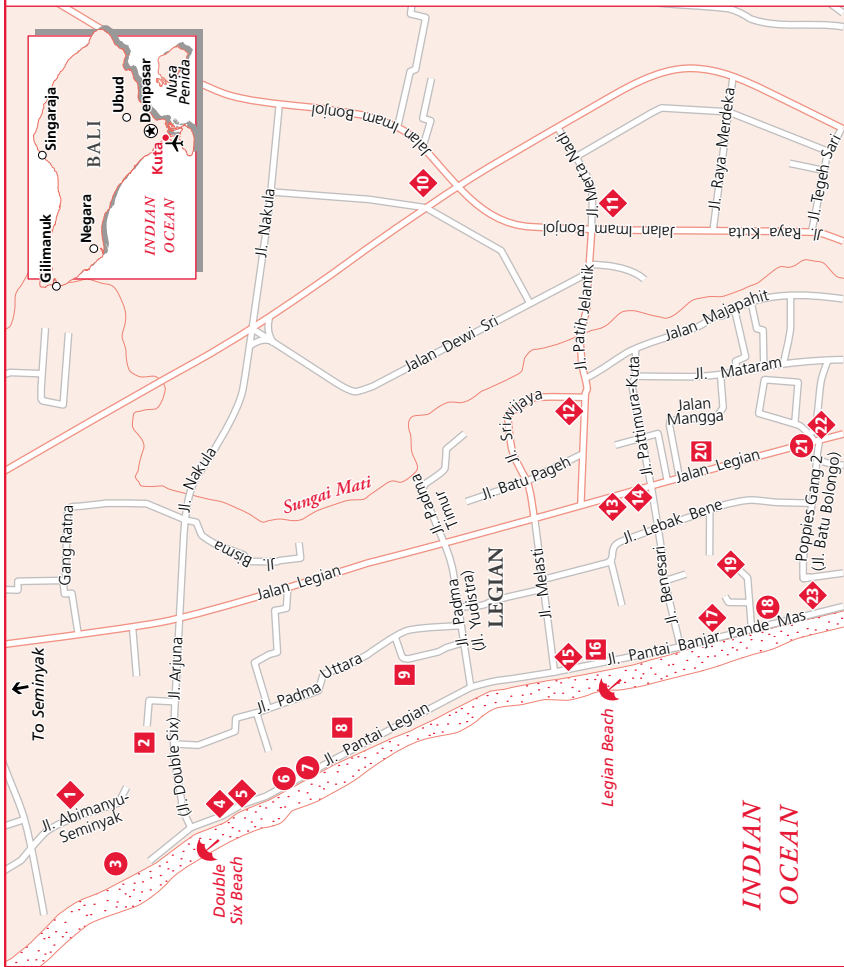 Gilimanuk
Singaraja
Negara
BALI
Ubud
Denpasar
Kuta
Nusa
Penida
INDIAN
OCEAN
To Seminyak
Gang Ratna
Jl. Nakula
Jl. Nakula
Jalan Imam Bonjol
Jl. Abimanyu-
Seminyak
Jl. Arjuna
(Jl. Double Six)
Jl. Bisma
Jalan Legian
Sungai Mati
Jalan Dewi Sri
Double
Six Beach
Jl. Padma Uttara
Jl. Pantai Legian
Jl. Padma
Timur
Jl. Padma
(Jl. Yudistra)
LEGIAN
Jl. Melasti
Jl. Sriwijaya
Jl. Batu Pageh
Jl. Patih Jelantik
Jl. Merta Nadi
Jalan Imam Bonjol
Jl. Raya Merdeka
Jl. Raya Kuta
Jl. Tegeh Sari
Jalan Majapahit
Jl. Mataram
Jl. Pattimura-Kuta
Jalan
Mangga
Jalan Legian
Jl. Lebak Bene
Jl. Benesari
Poppies Gang 2
(Jl. Batu Bolongo)
Jl. Pantai Banjar Pande Mas
Legian Beach
INDIAN
OCEAN
1
2
3
4
5
6
7
8
9
10
11
12
13
14
15
16
17
18
19
20
21
22
23